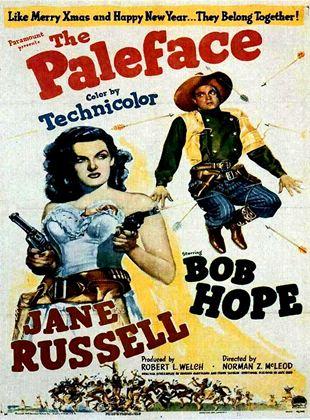 Like Merry Xmas and Happy New Year...They Belong Together!
Paramount
presents
The
Paleface
Color by
Technicolor
Starring
BOB
HOPE
JANE
RUSSELL
Produced by
ROBERT L. WELCH
Directed by
NORMAN Z. McLEOD